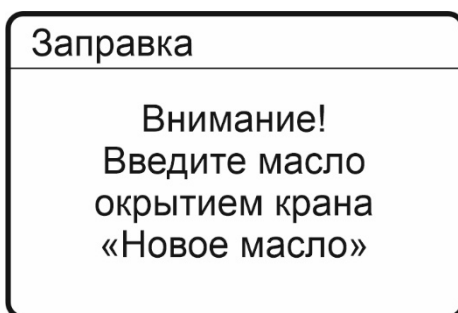 Заправка
Внимание!
Введите масло
окрытием крана
«Новое масло»